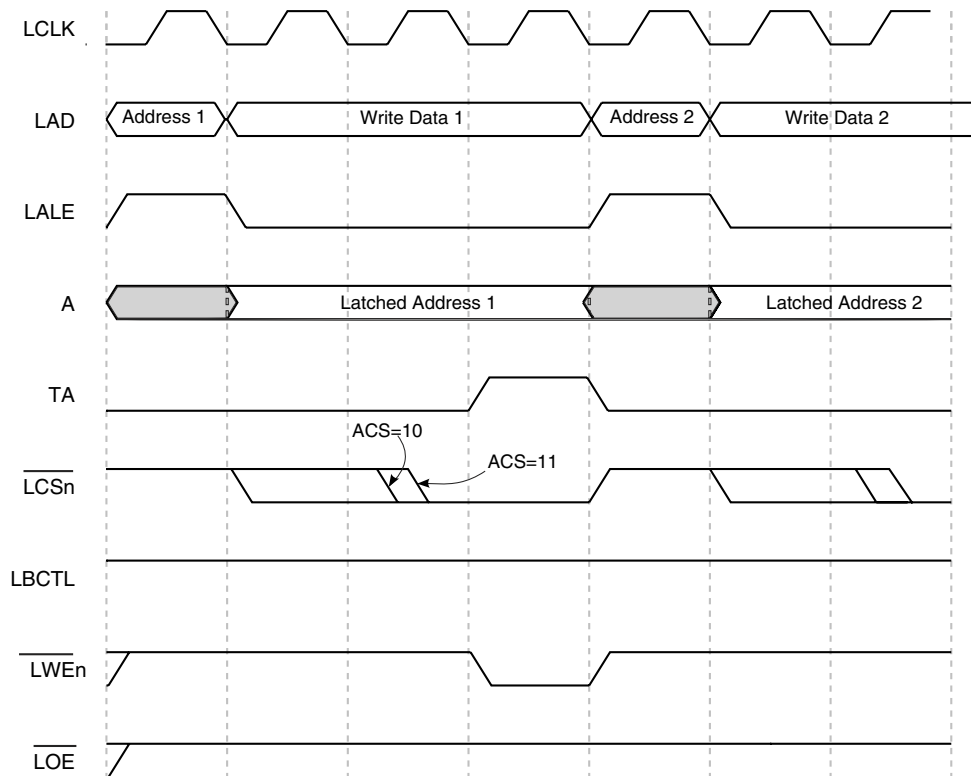 LCLK
LAD
Address 1
Write Data 1
Address 2
Write Data 2
LALE
A
Latched Address 1
Latched Address 2
TA
ACS=10
ACS=11
LCSn
LBCTL
LWEn
LOE